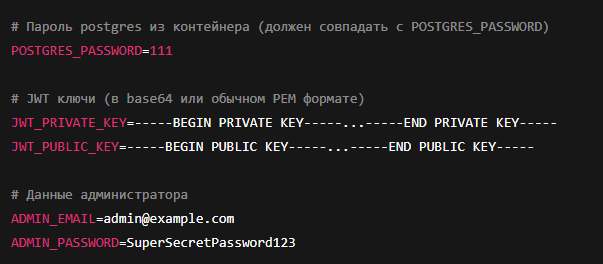 # Пароль postgres из контейнера (должен совпадать с POSTGRES_PASSWORD)
POSTGRES_PASSWORD=111
# JWT ключи (в base64 или обычном PEM формате)
JWT_PRIVATE_KEY=-----BEGIN PRIVATE KEY-----...-----END PRIVATE KEY-----
JWT_PUBLIC_KEY=-----BEGIN PUBLIC KEY-----...-----END PUBLIC KEY-----
# Данные администратора
ADMIN_EMAIL=admin@example.com
ADMIN_PASSWORD=SuperSecretPassword123